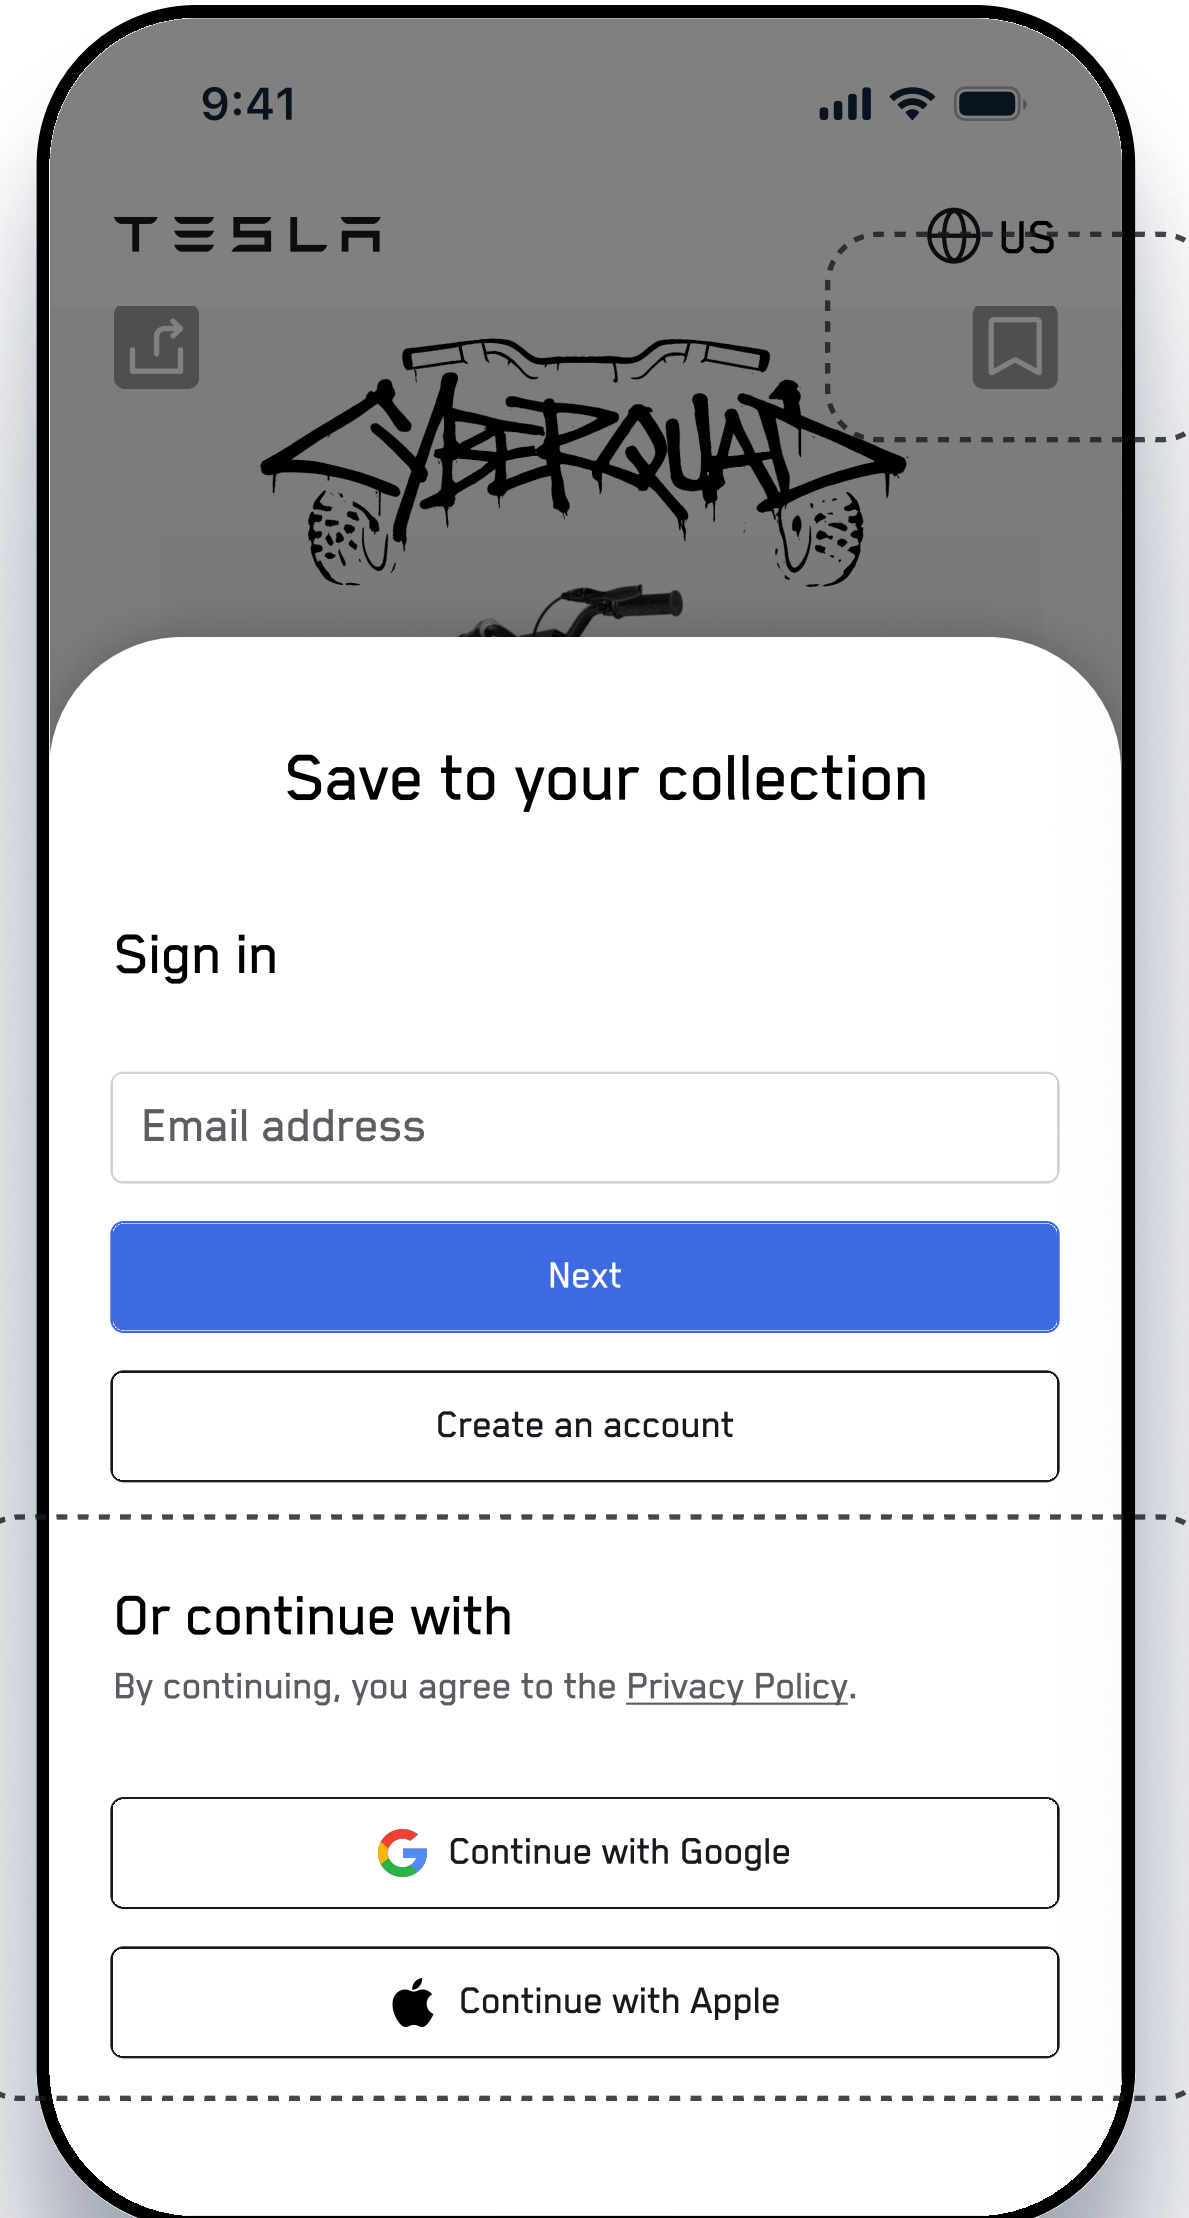 9:41
TESLA
US
CYBERQUAD
Save to your collection
Sign in
Email address
Next
Create an account
Or continue with
By continuing, you agree to the Privacy Policy.
Continue with Google
Continue with Apple